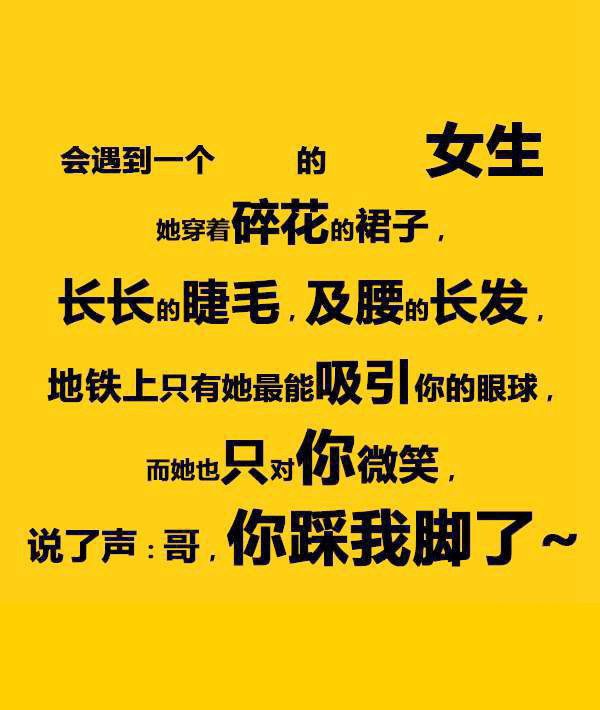 会遇到一个 的 女生
她穿着碎花的裙子，
长长的睫毛，及腰的长发，
地铁上只有她最能吸引你的眼球，
而她也只对你微笑，
说了声：哥，你踩我脚了~